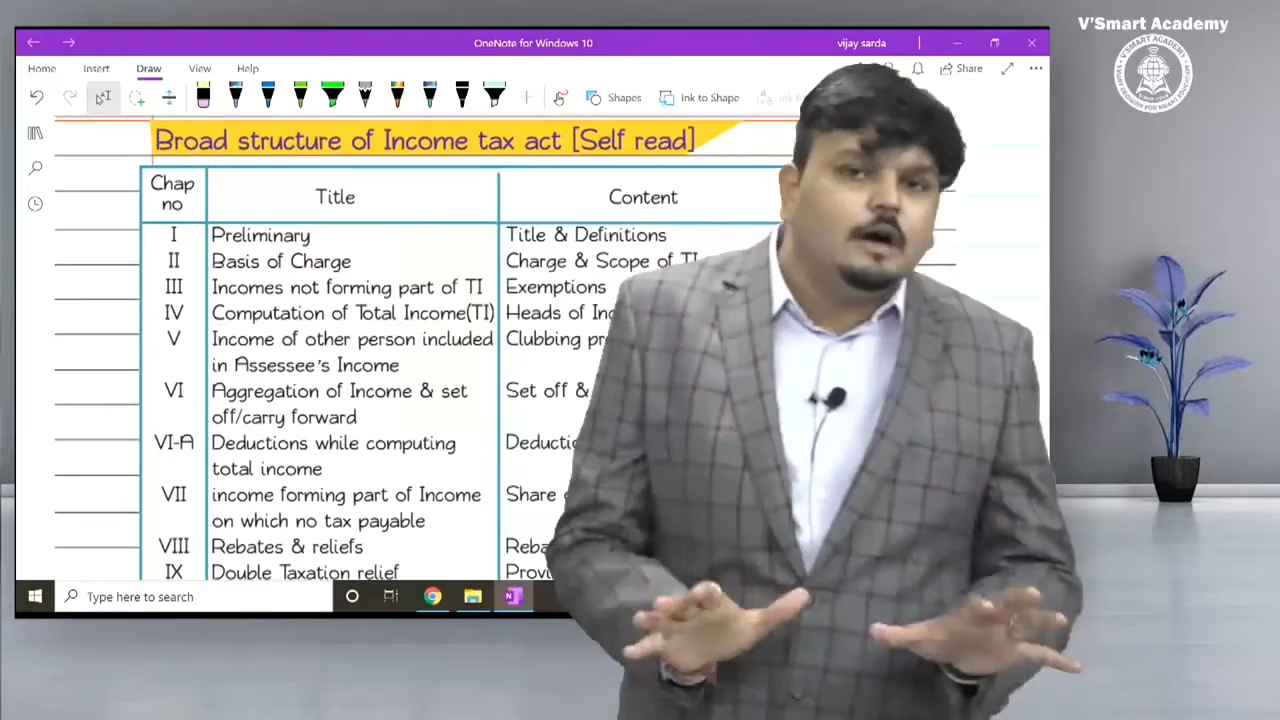 V'Smart Academy
OneNote for Windows 10
vijay sarda
Home Insert Draw View Help
Share
Shapes
Ink to Shape
Broad structure of Income tax act [Self read]
Chap no Title Content
I Preliminary Title & Definitions
II Basis of Charge Charge & Scope of TI
III Incomes not forming part of TI Exemptions
IV Computation of Total Income(TI) Heads of
V Income of other person included Clubbing
in Assessee's Income
VI Aggregation of Income & set Set off &
off/carry forward
VI-A Deductions while computing
total income
VII income forming part of Income Share
on which no tax payable
VIII Rebates & reliefs
IX Double Taxation relief
Type here to search